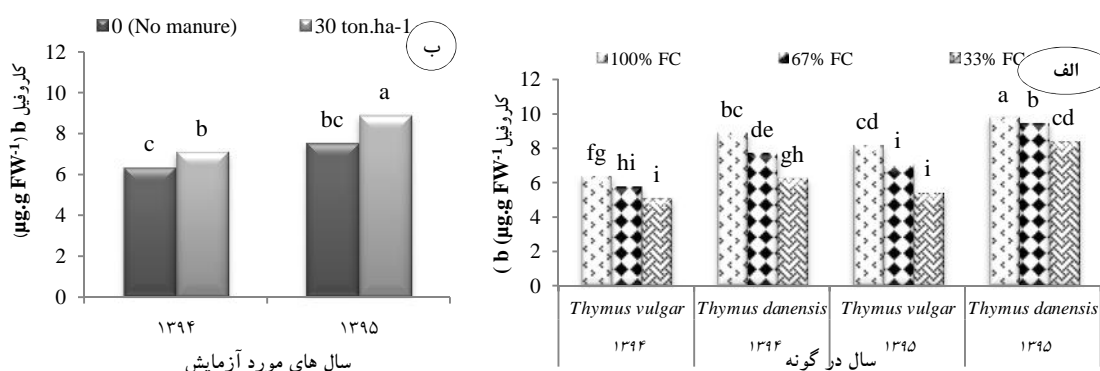 0 (No manure) 30 ton.ha-1
ب
کلروفیل b (µg.g FW-1)
12
10
8
6
4
2
0
c b bc a
۱۳۹۴ ۱۳۹۵
سال های مورد آزمایش
100% FC 67% FC 33% FC
الف
کلروفیل b (µg.g FW-1 )
12
10
8
6
4
2
0
fg hi i bc de gh cd i i a b cd
Thymus vulgar Thymus danensis Thymus vulgar Thymus danensis
۱۳۹۴ ۱۳۹۴ ۱۳۹۵ ۱۳۹۵
سال در گونه